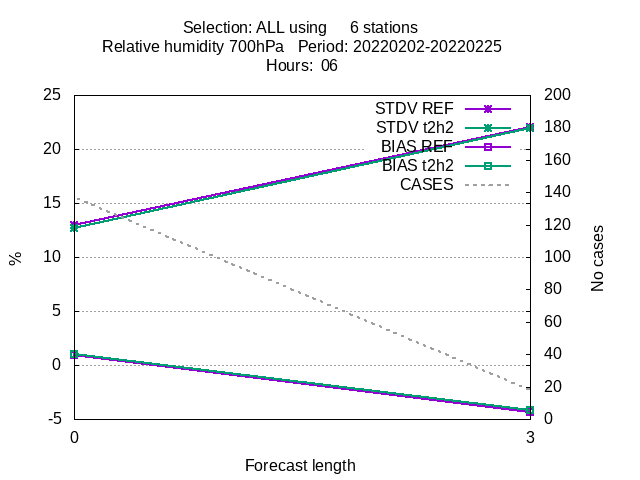 Selection: ALL using     6 stations
Relative humidity 700hPa   Period: 20220202-20220225
Hours:  06
25
20
15
10
5
0
-5
200
180
160
140
120
100
80
60
40
20
0
STDV REF
STDV t2h2
BIAS REF
BIAS t2h2
CASES
%
No cases
0
3
Forecast length